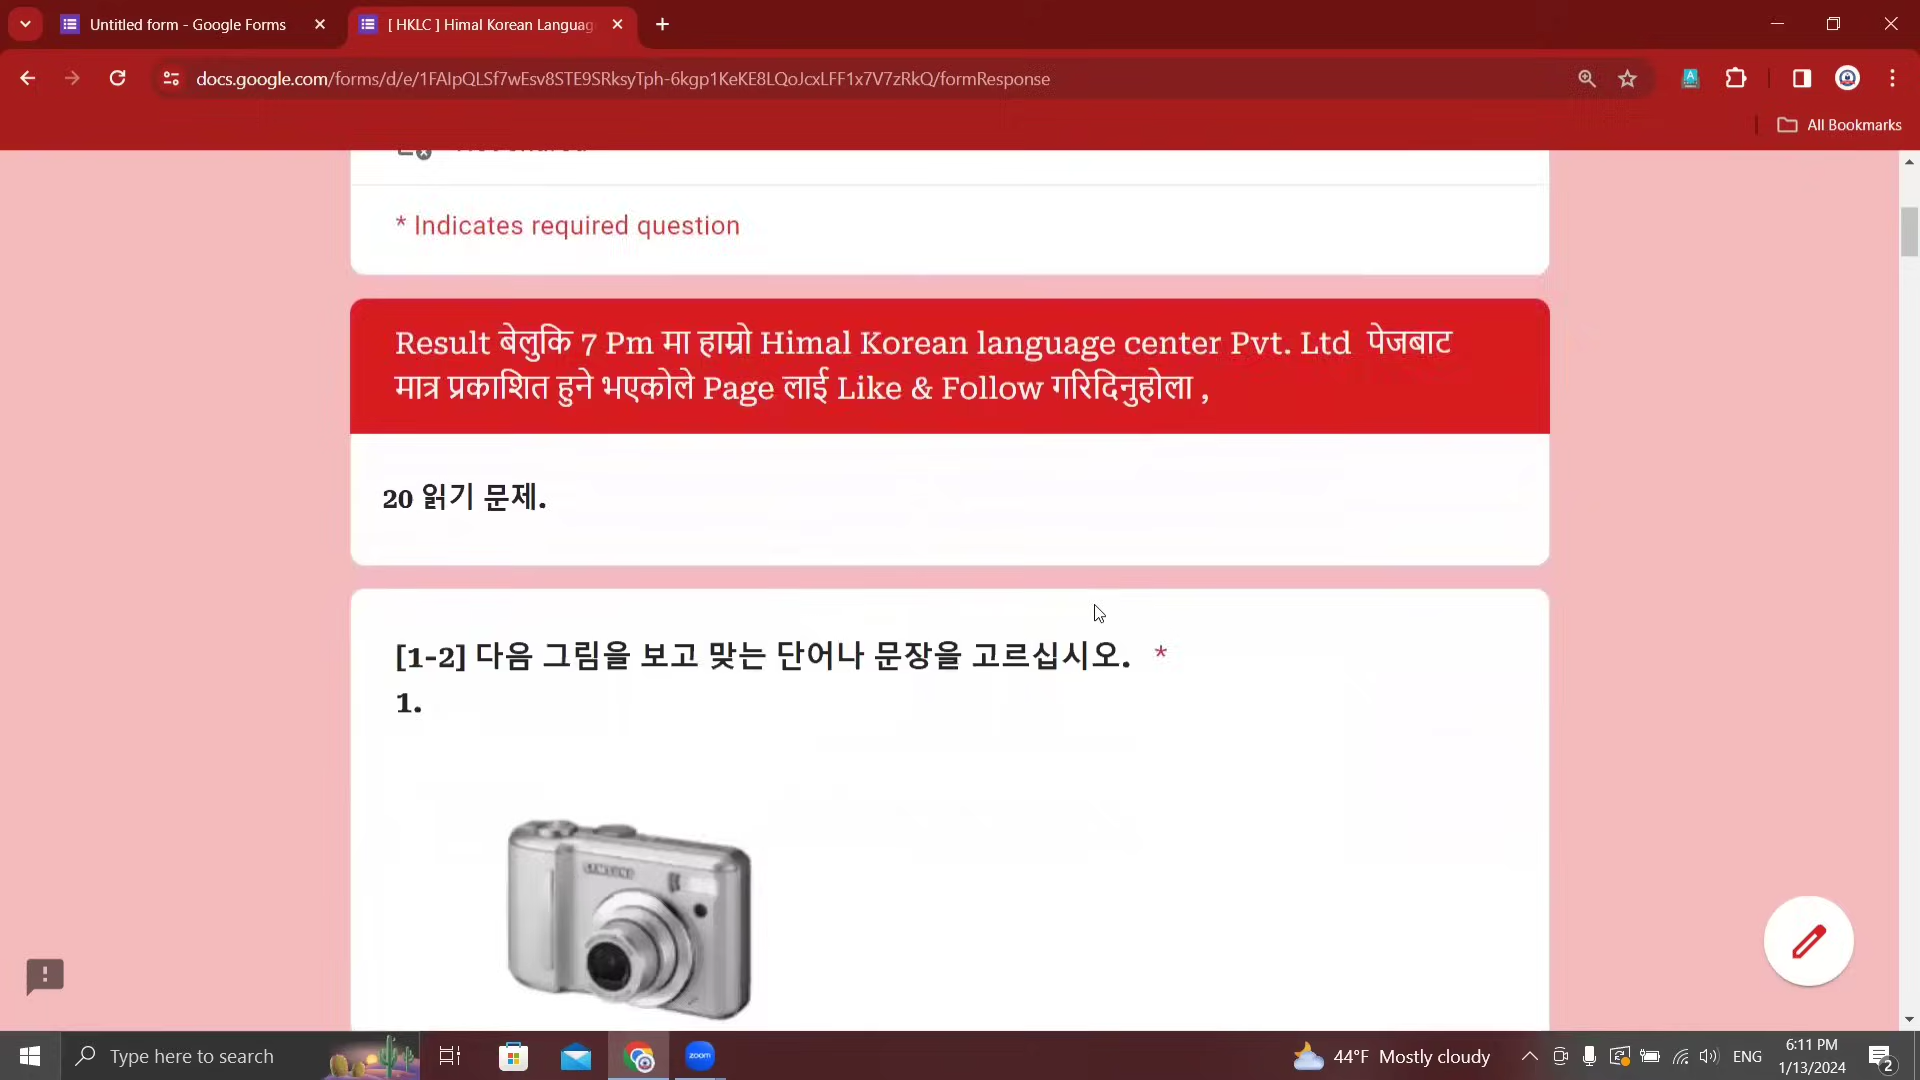 Untitled form - Google Forms
[ HKLC ] Himal Korean Languag
docs.google.com/forms/d/e/1FAIpQLSf7wEsv8STE9SRksyTph-6kgp1KeKE8LQoJcxLFF1x7V7zRkQ/formResponse
All Bookmarks
* Indicates required question
Result बेलुकि 7 Pm मा हाम्रो Himal Korean language center Pvt. Ltd पेजबाट
मात्र प्रकाशित हुने भएकोले Page लाई Like & Follow गरिदिनुहोला ,
20 읽기 문제.
[1-2] 다음 그림을 보고 맞는 단어나 문장을 고르십시오. *
1.
SAMSUNG
Type here to search
zoom
44°F Mostly cloudy
ENG
6:11 PM
1/13/2024
2